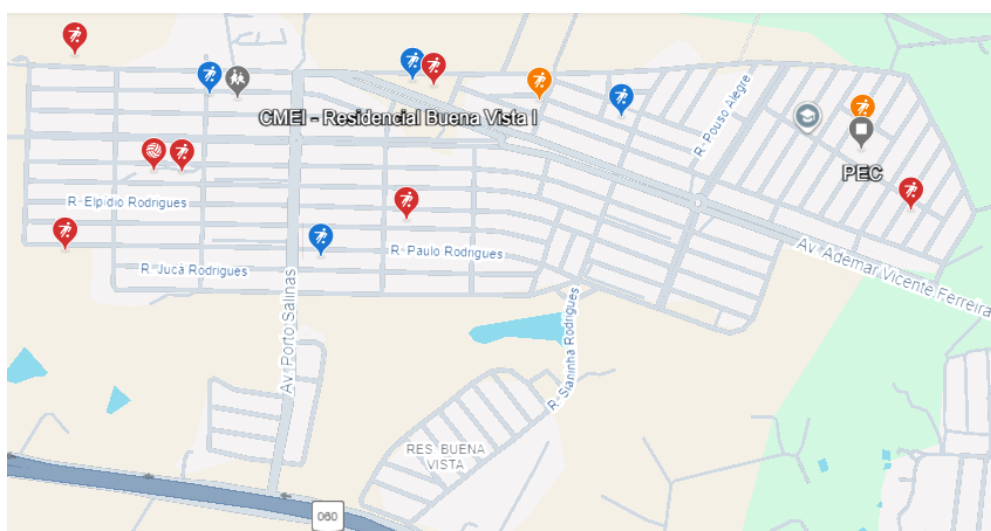 CMEI - Residencial Buena Vista I
R. Pouso Alegre
PEC
R. Elpídio Rodrigues
R. Paulo Rodrigues
Av. Ademar Vicente Ferreira
R. Jucá Rodrigues
Av. Porto Salinas
R. Sianinha Rodrigues
RES. BUENA
VISTA
060